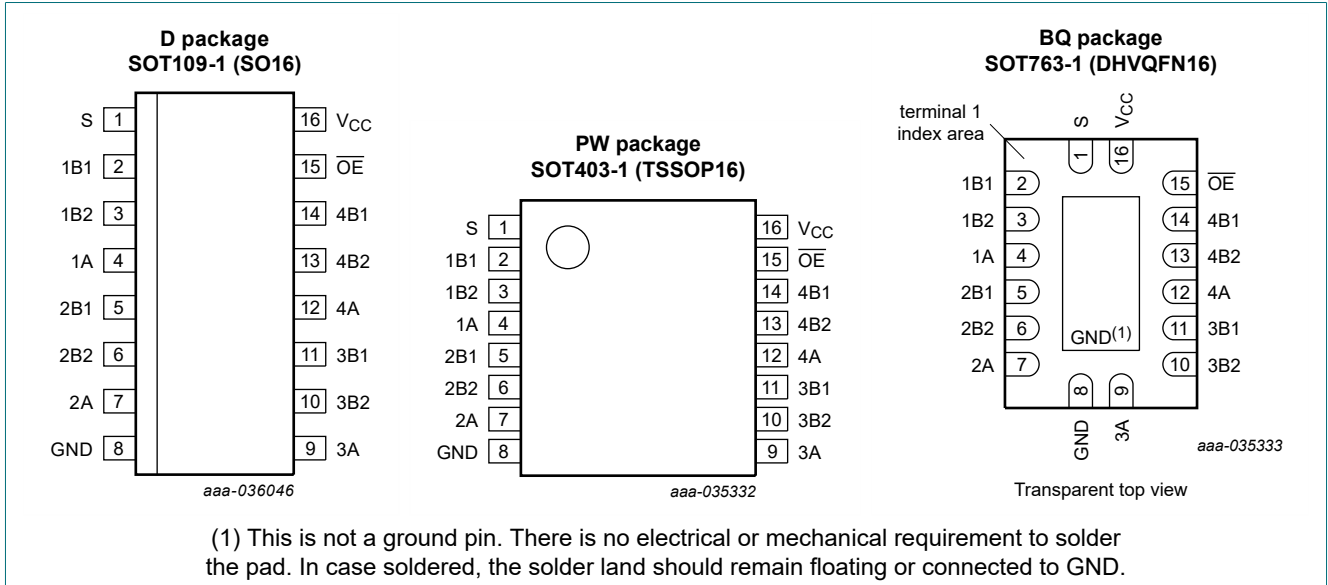 D package
SOT109-1 (SO16)
S 1
1B1 2
1B2 3
1A 4
2B1 5
2B2 6
2A 7
GND 8
16 VCC
15 OE
14 4B1
13 4B2
12 4A
11 3B1
10 3B2
9 3A
aaa-036046
PW package
SOT403-1 (TSSOP16)
S 1
1B1 2
1B2 3
1A 4
2B1 5
2B2 6
2A 7
GND 8
16 VCC
15 OE
14 4B1
13 4B2
12 4A
11 3B1
10 3B2
9 3A
aaa-035332
BQ package
SOT763-1 (DHVQFN16)
terminal 1
index area
S
VCC
1
16
1B1 2
1B2 3
1A 4
2B1 5
2B2 6
2A 7
15 OE
14 4B1
13 4B2
12 4A
11 3B1
10 3B2
GND(1)
8
9
GND
3A
aaa-035333
Transparent top view
(1) This is not a ground pin. There is no electrical or mechanical requirement to solder
the pad. In case soldered, the solder land should remain floating or connected to GND.